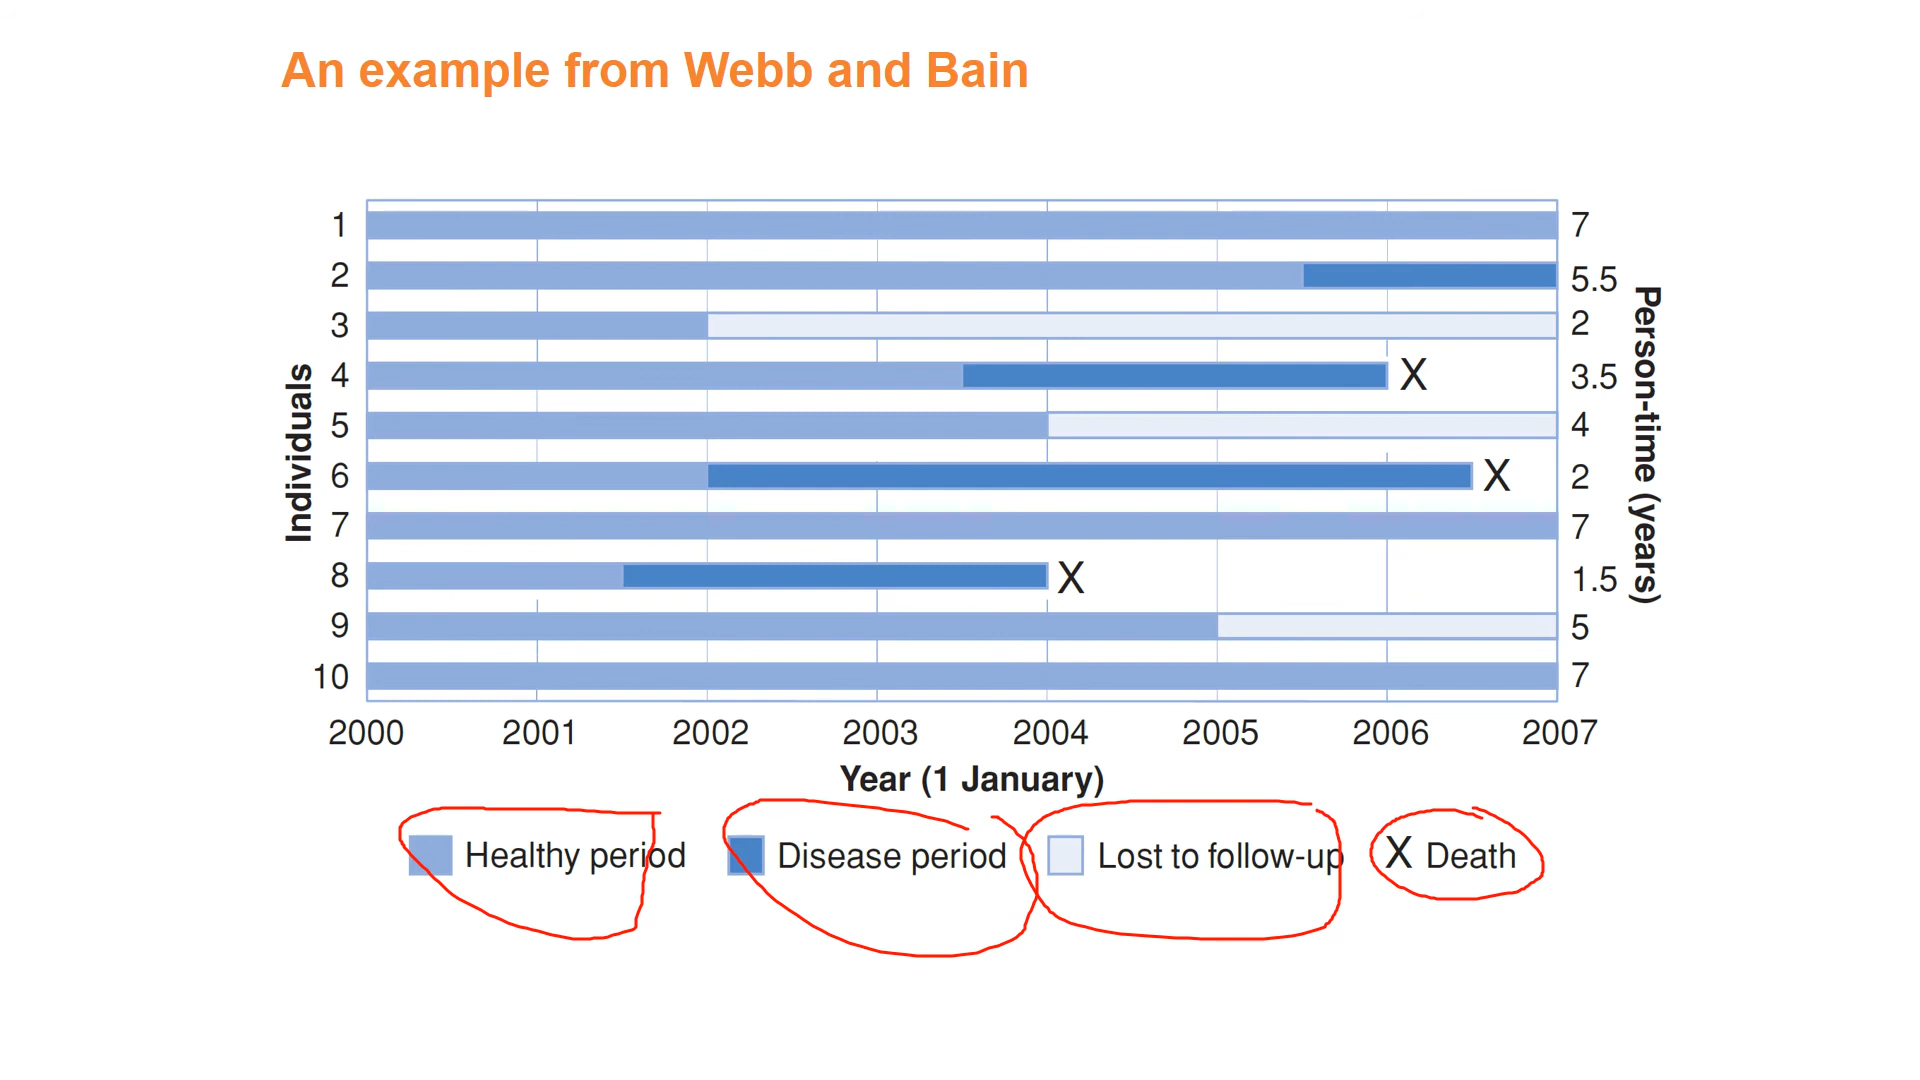 An example from Webb and Bain
Individuals
1 7
2 5.5
3 2
4 X 3.5
5 4
6 X 2
7 7
8 X 1.5
9 5
10 7
Person-time (years)
2000 2001 2002 2003 2004 2005 2006 2007
Year (1 January)
Healthy period Disease period Lost to follow-up X Death